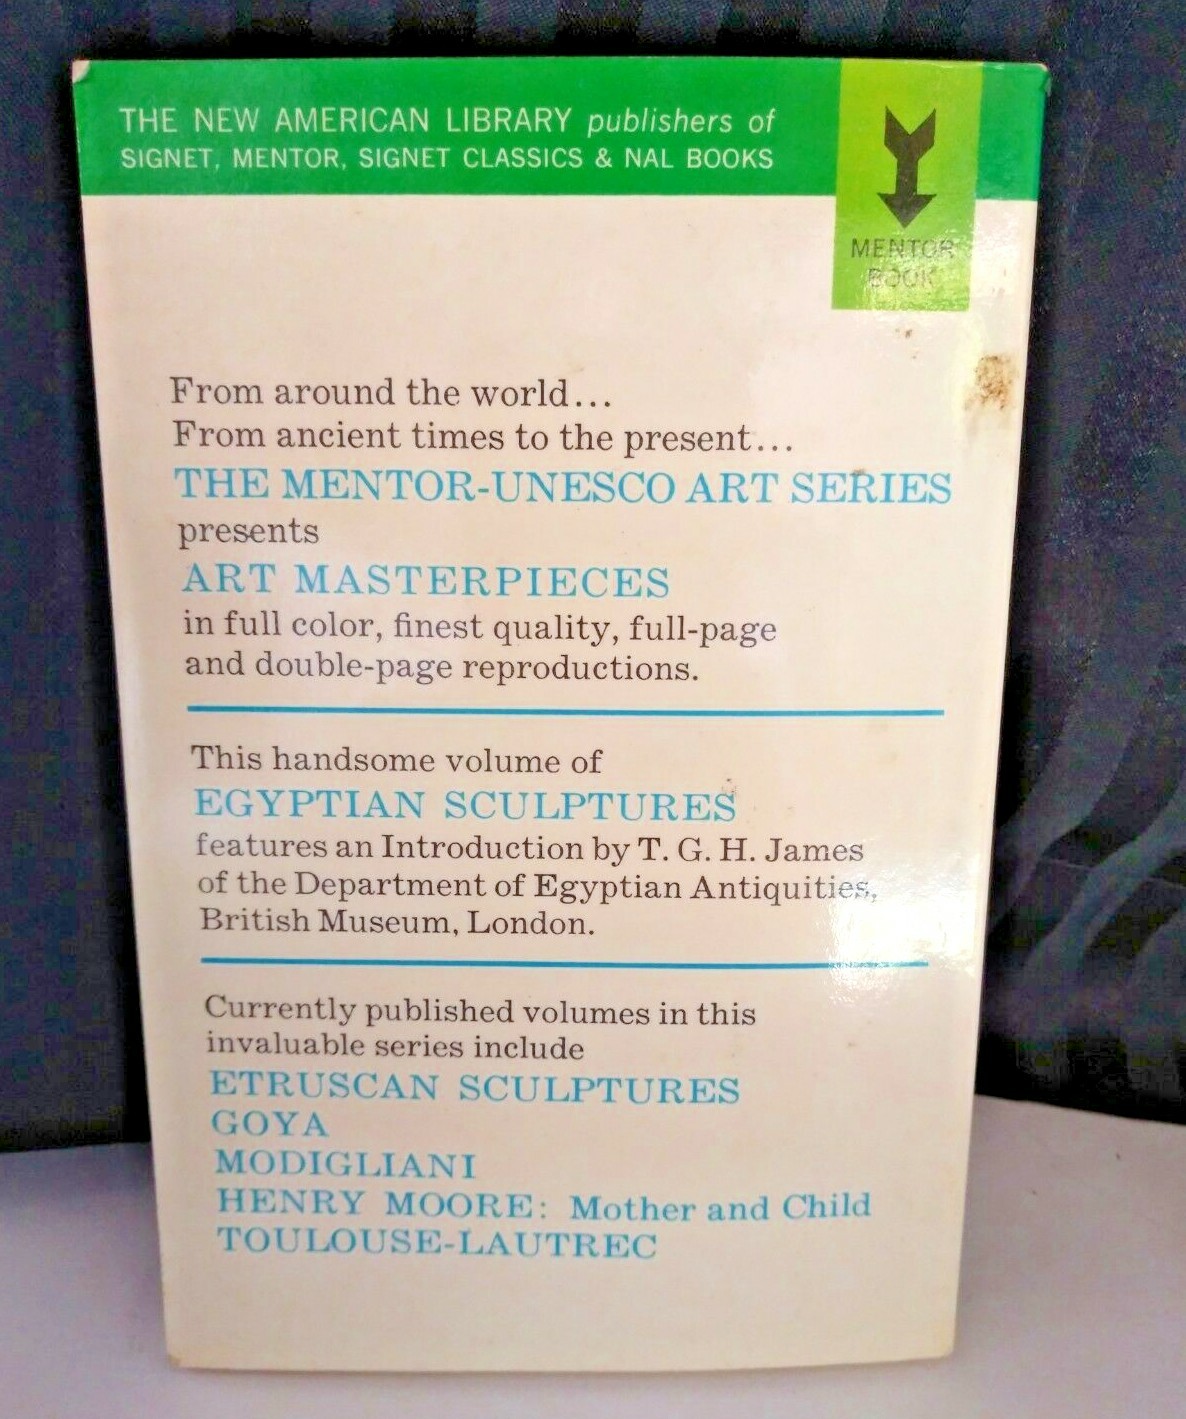 THE NEW AMERICAN LIBRARY publishers of
SIGNET, MENTOR, SIGNET CLASSICS & NAL BOOKS
MENTOR
BOOK
From around the world...
From ancient times to the present...
THE MENTOR-UNESCO ART SERIES
presents
ART MASTERPIECES
in full color, finest quality, full-page
and double-page reproductions.
This handsome volume of
EGYPTIAN SCULPTURES
features an Introduction by T. G. H. James
of the Department of Egyptian Antiquities,
British Museum, London.
Currently published volumes in this
invaluable series include
ETRUSCAN SCULPTURES
GOYA
MODIGLIANI
HENRY MOORE: Mother and Child
TOULOUSE-LAUTREC